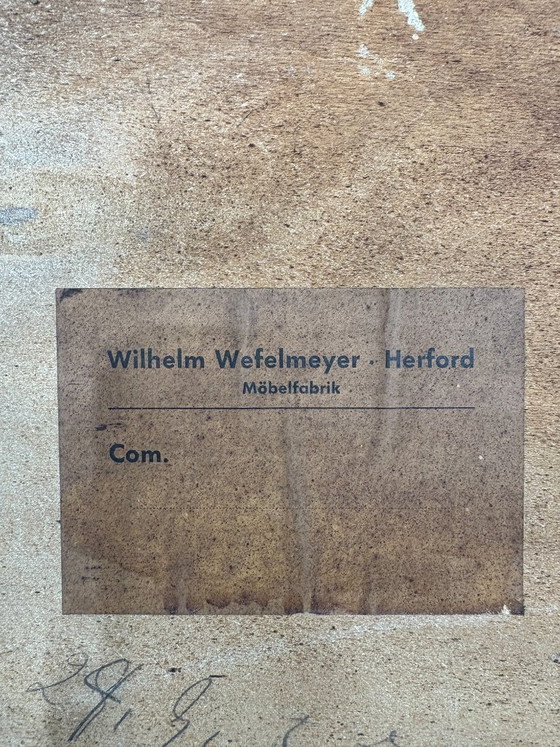 Wilhelm Wefelmeyer · Herford
Möbelfabrik
Com.